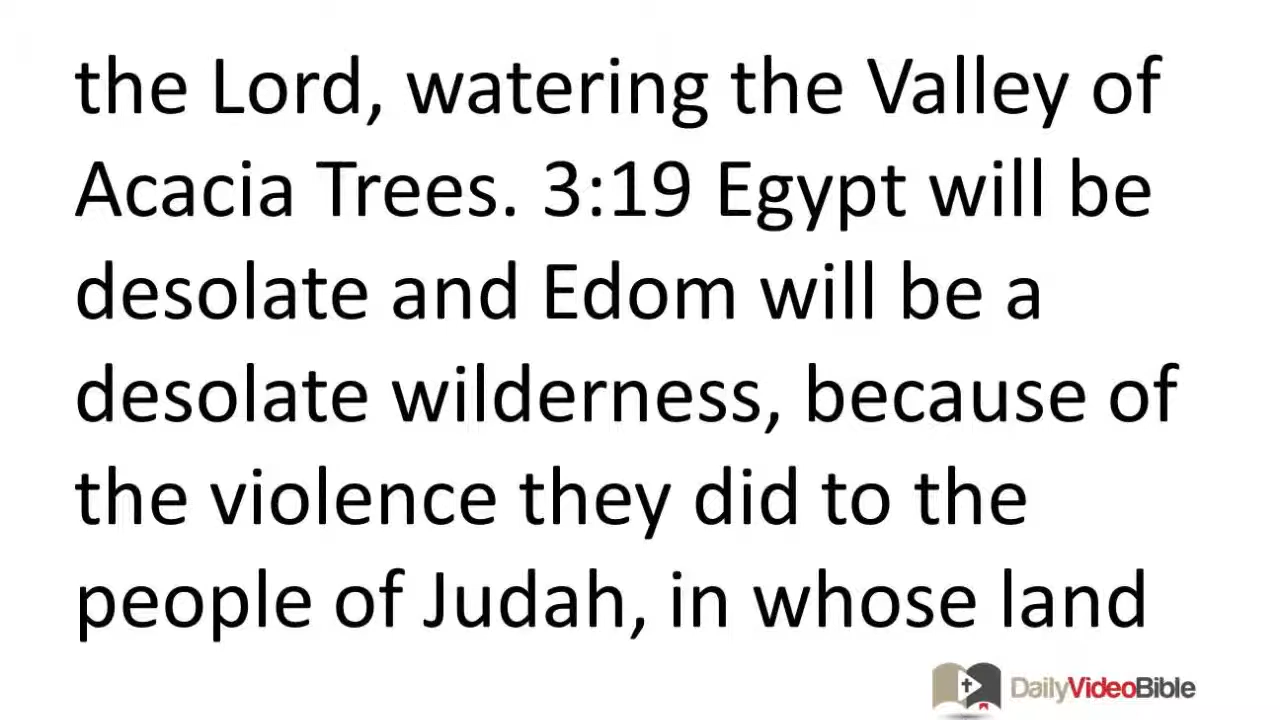 the Lord, watering the Valley of
Acacia Trees. 3:19 Egypt will be
desolate and Edom will be a
desolate wilderness, because of
the violence they did to the
people of Judah, in whose land
DailyVideoBible